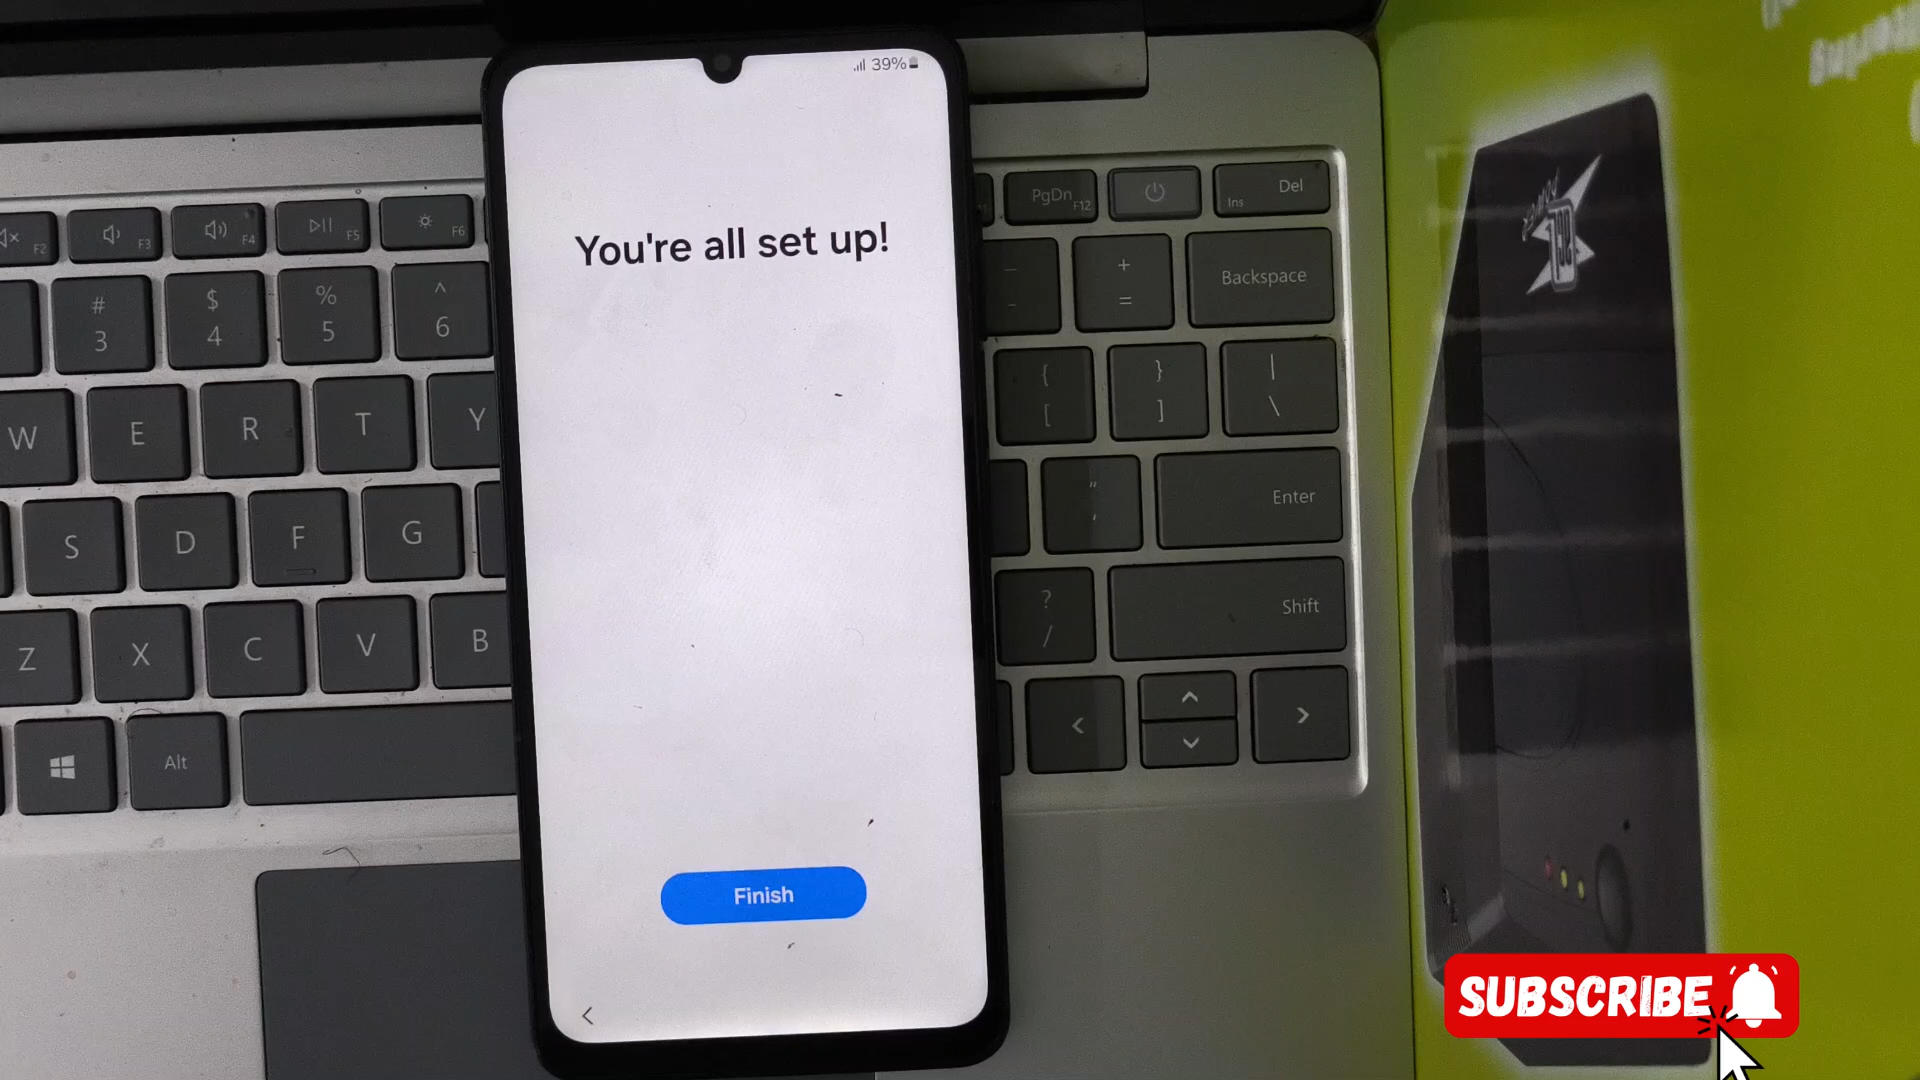 39%
You're all set up!
Finish
F2
F3
F4
F5
F6
PgDn
F12
Ins
Del
#
3
$
4
%
5
^
6
+
=
Backspace
W
E
R
T
Y
{
[
}
]
|
\
S
D
F
G
"
'
Enter
Z
X
C
V
B
?
/
Shift
Alt
SUBSCRIBE